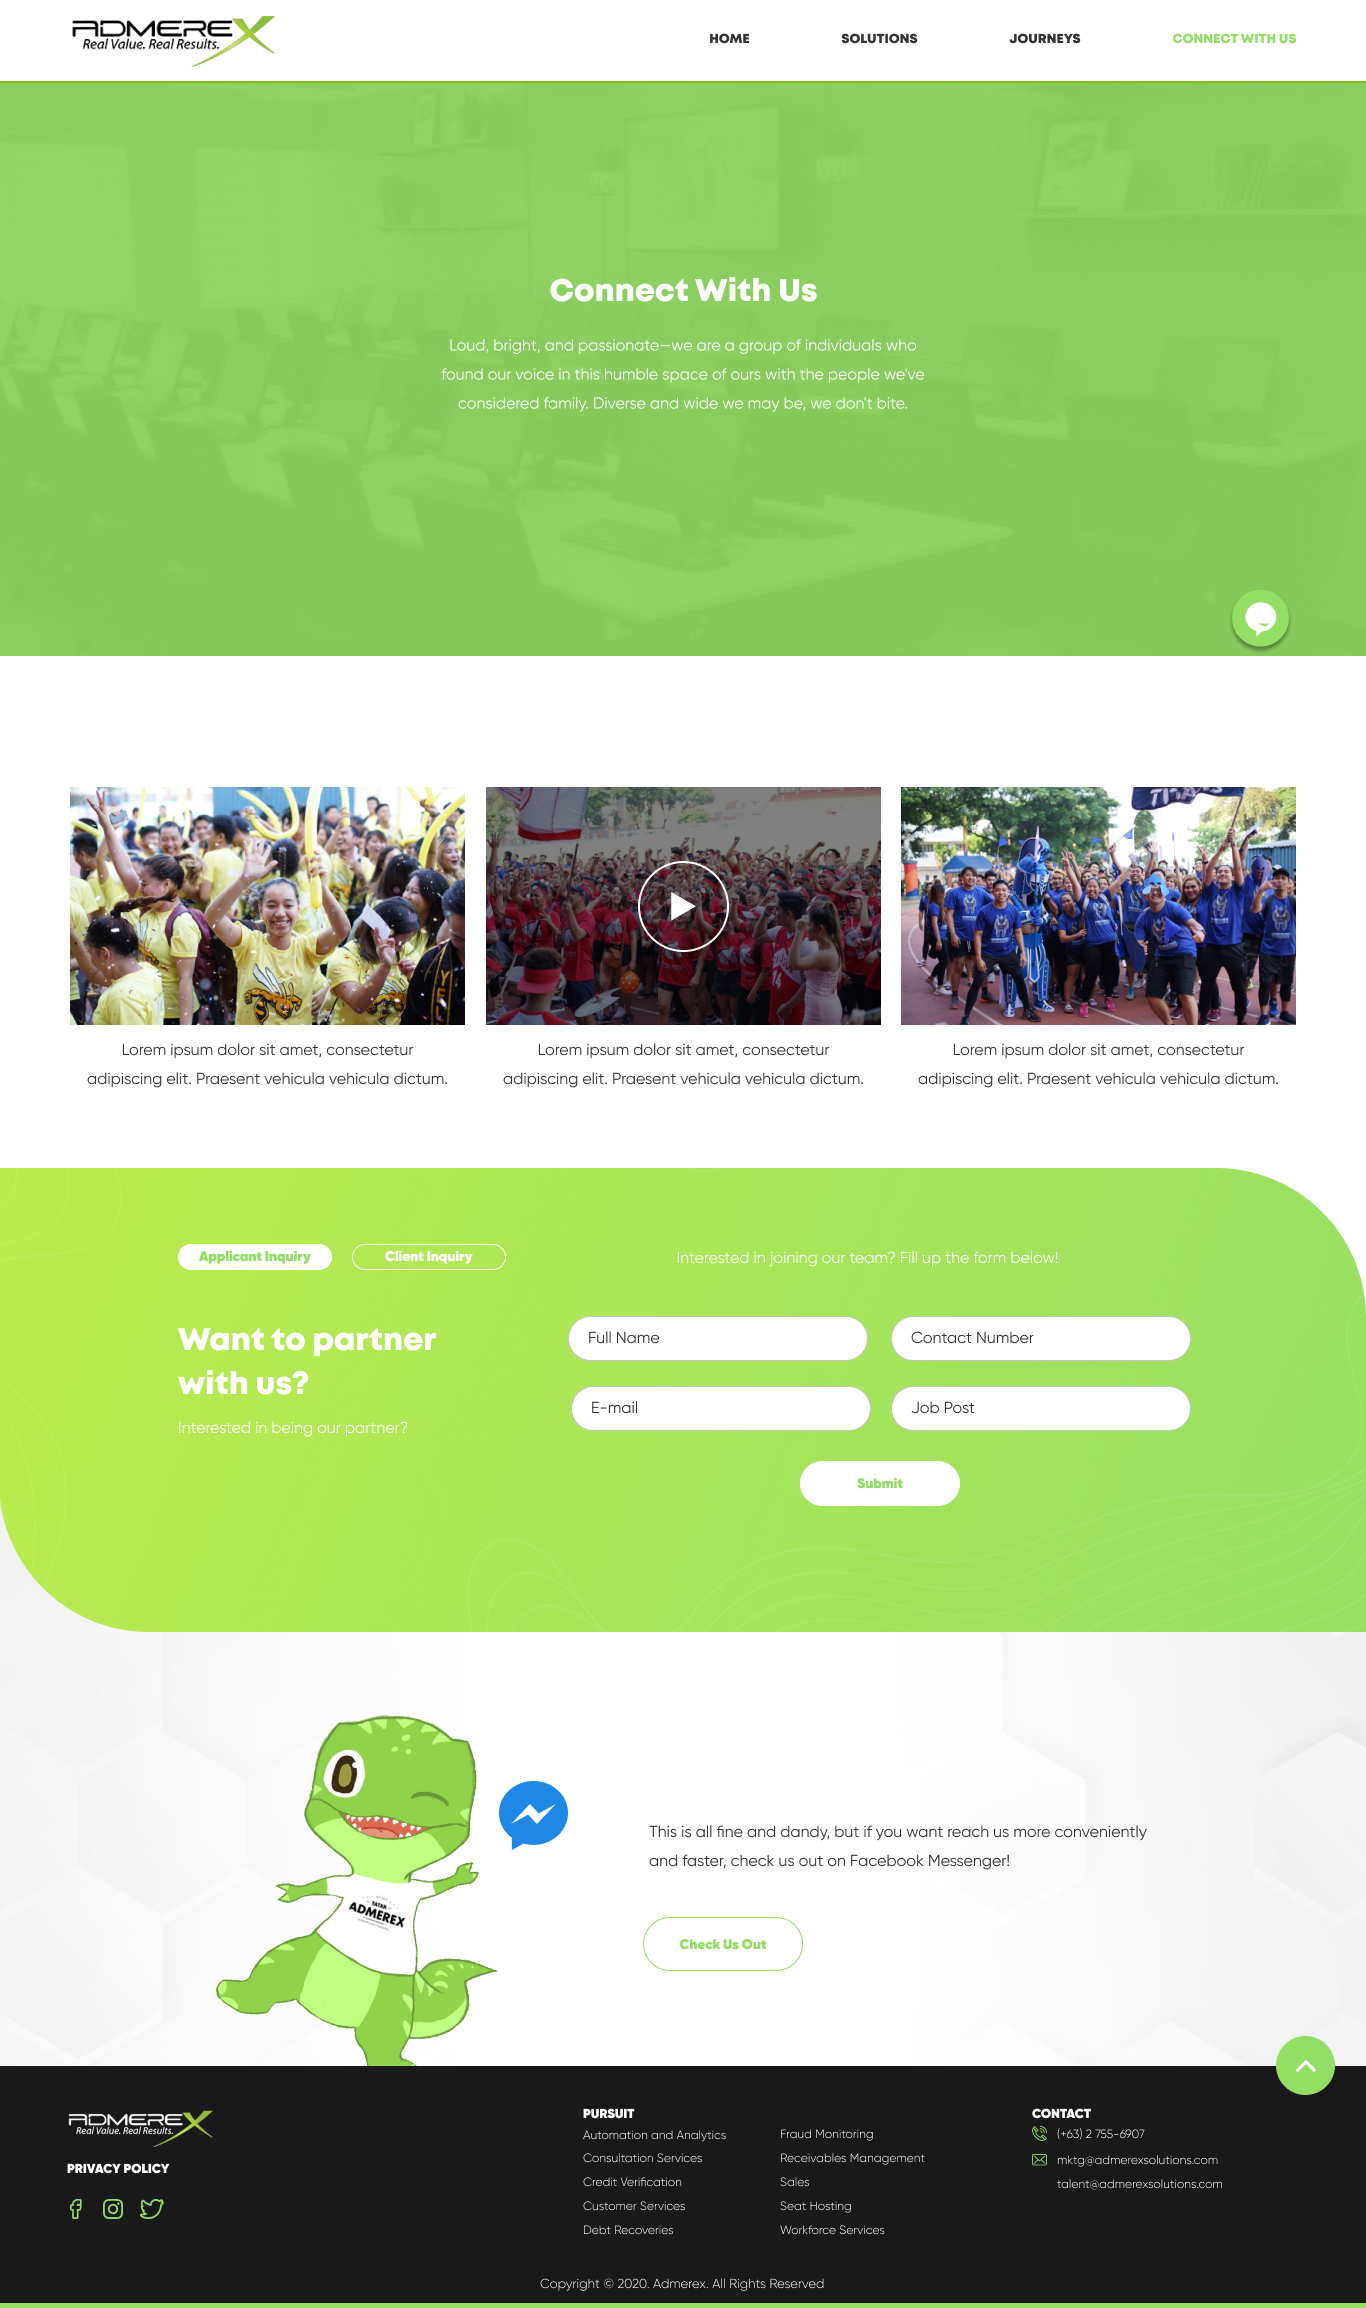 ADMEREX
Real Value. Real Results.
HOME
SOLUTIONS
JOURNEYS
CONNECT WITH US
Connect With Us
Loud, bright, and passionate—we are a group of individuals who
found our voice in this humble space of ours with the people we've
considered family. Diverse and wide we may be, we don't bite.
Lorem ipsum dolor sit amet, consectetur
adipiscing elit. Praesent vehicula vehicula dictum.
Lorem ipsum dolor sit amet, consectetur
adipiscing elit. Praesent vehicula vehicula dictum.
Lorem ipsum dolor sit amet, consectetur
adipiscing elit. Praesent vehicula vehicula dictum.
Applicant Inquiry
Client Inquiry
Interested in joining our team? Fill up the form below!
Want to partner
with us?
Interested in being our partner?
Full Name
Contact Number
E-mail
Job Post
Submit
TATAK
ADMEREX
This is all fine and dandy, but if you want reach us more conveniently
and faster, check us out on Facebook Messenger!
Check Us Out
ADMEREX
Real Value. Real Results.
PRIVACY POLICY
PURSUIT
Automation and Analytics
Consultation Services
Credit Verification
Customer Services
Debt Recoveries
Fraud Monitoring
Receivables Management
Sales
Seat Hosting
Workforce Services
CONTACT
(+63) 2 755-6907
mktg@admerexsolutions.com
talent@admerexsolutions.com
Copyright © 2020. Admerex. All Rights Reserved